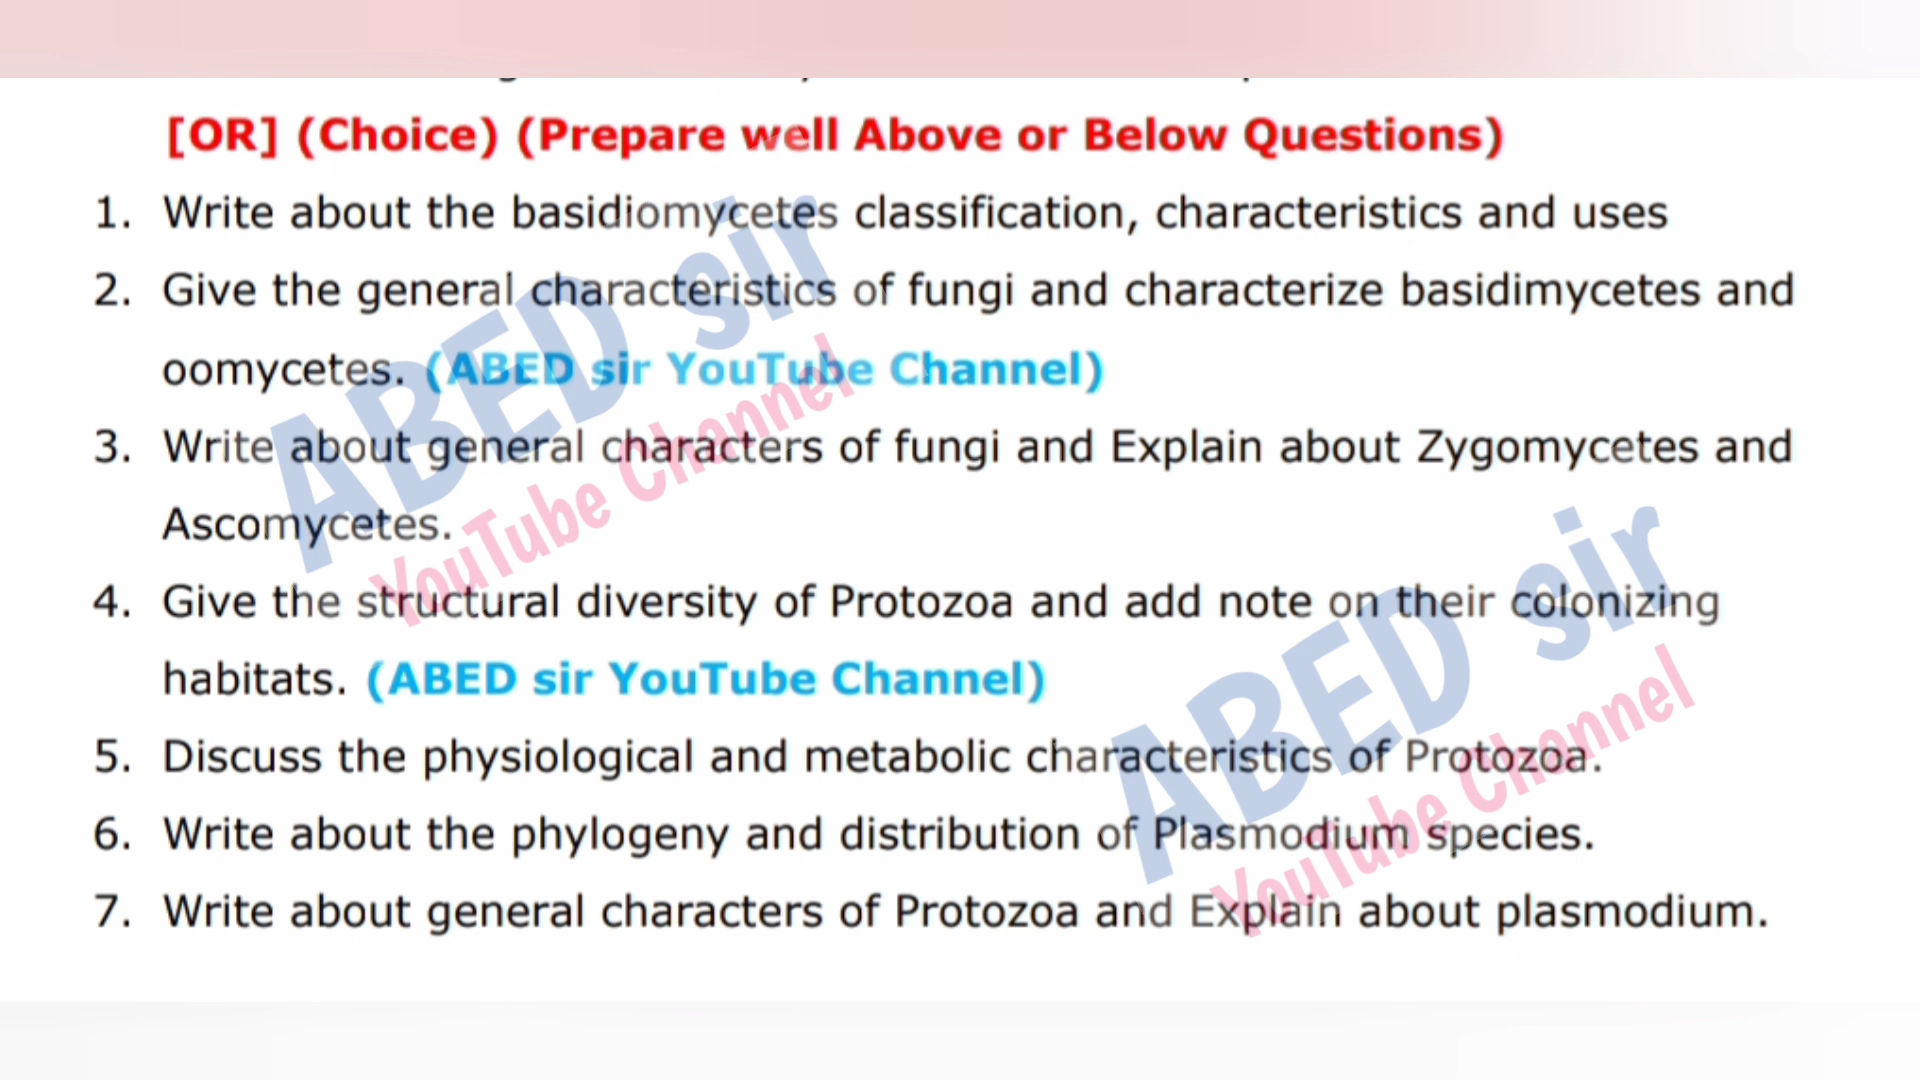 [OR] (Choice) (Prepare well Above or Below Questions)
1. Write about the basidiomycetes classification, characteristics and uses
2. Give the general characteristics of fungi and characterize basidimycetes and
oomycetes. (ABED sir YouTube Channel)
3. Write about general characters of fungi and Explain about Zygomycetes and
Ascomycetes.
4. Give the structural diversity of Protozoa and add note on their colonizing
habitats. (ABED sir YouTube Channel)
5. Discuss the physiological and metabolic characteristics of Protozoa.
6. Write about the phylogeny and distribution of Plasmodium species.
7. Write about general characters of Protozoa and Explain about plasmodium.
ABED sir
YouTube Channel
ABED sir
YouTube Channel